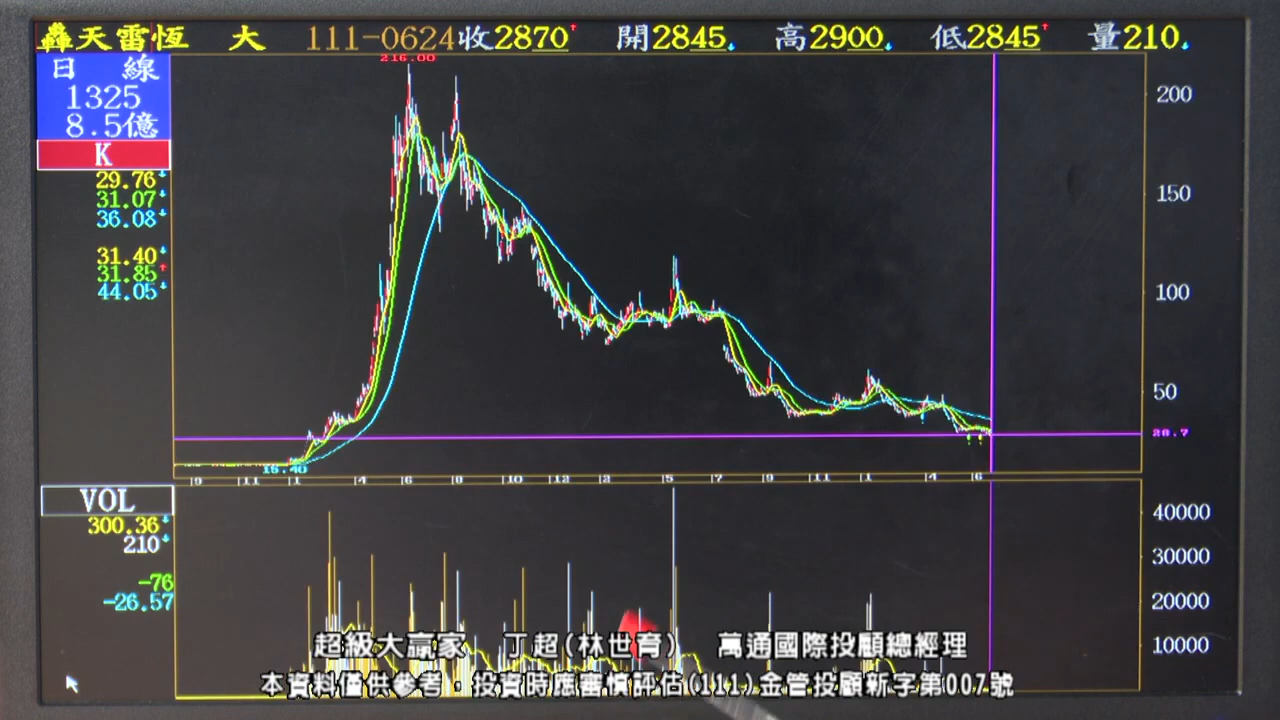 轟天雷恆 大 111-0624收2870 開2845 高2900 低2845 量210
日 線
1325
8.5億
K
29.76
31.07
36.08
31.40
31.85
44.05
216.00
200
150
100
50
28.7
15.40
9 11 1 4 6 8 10 12 2 5 7 9 11 1 4 6
VOL
300.36
210
-76
-26.57
40000
30000
20000
10000
超級大贏家 丁超(林世育) 萬通國際投顧總經理
本資料僅供參考，投資時應審慎評估(111)金管投顧新字第007號